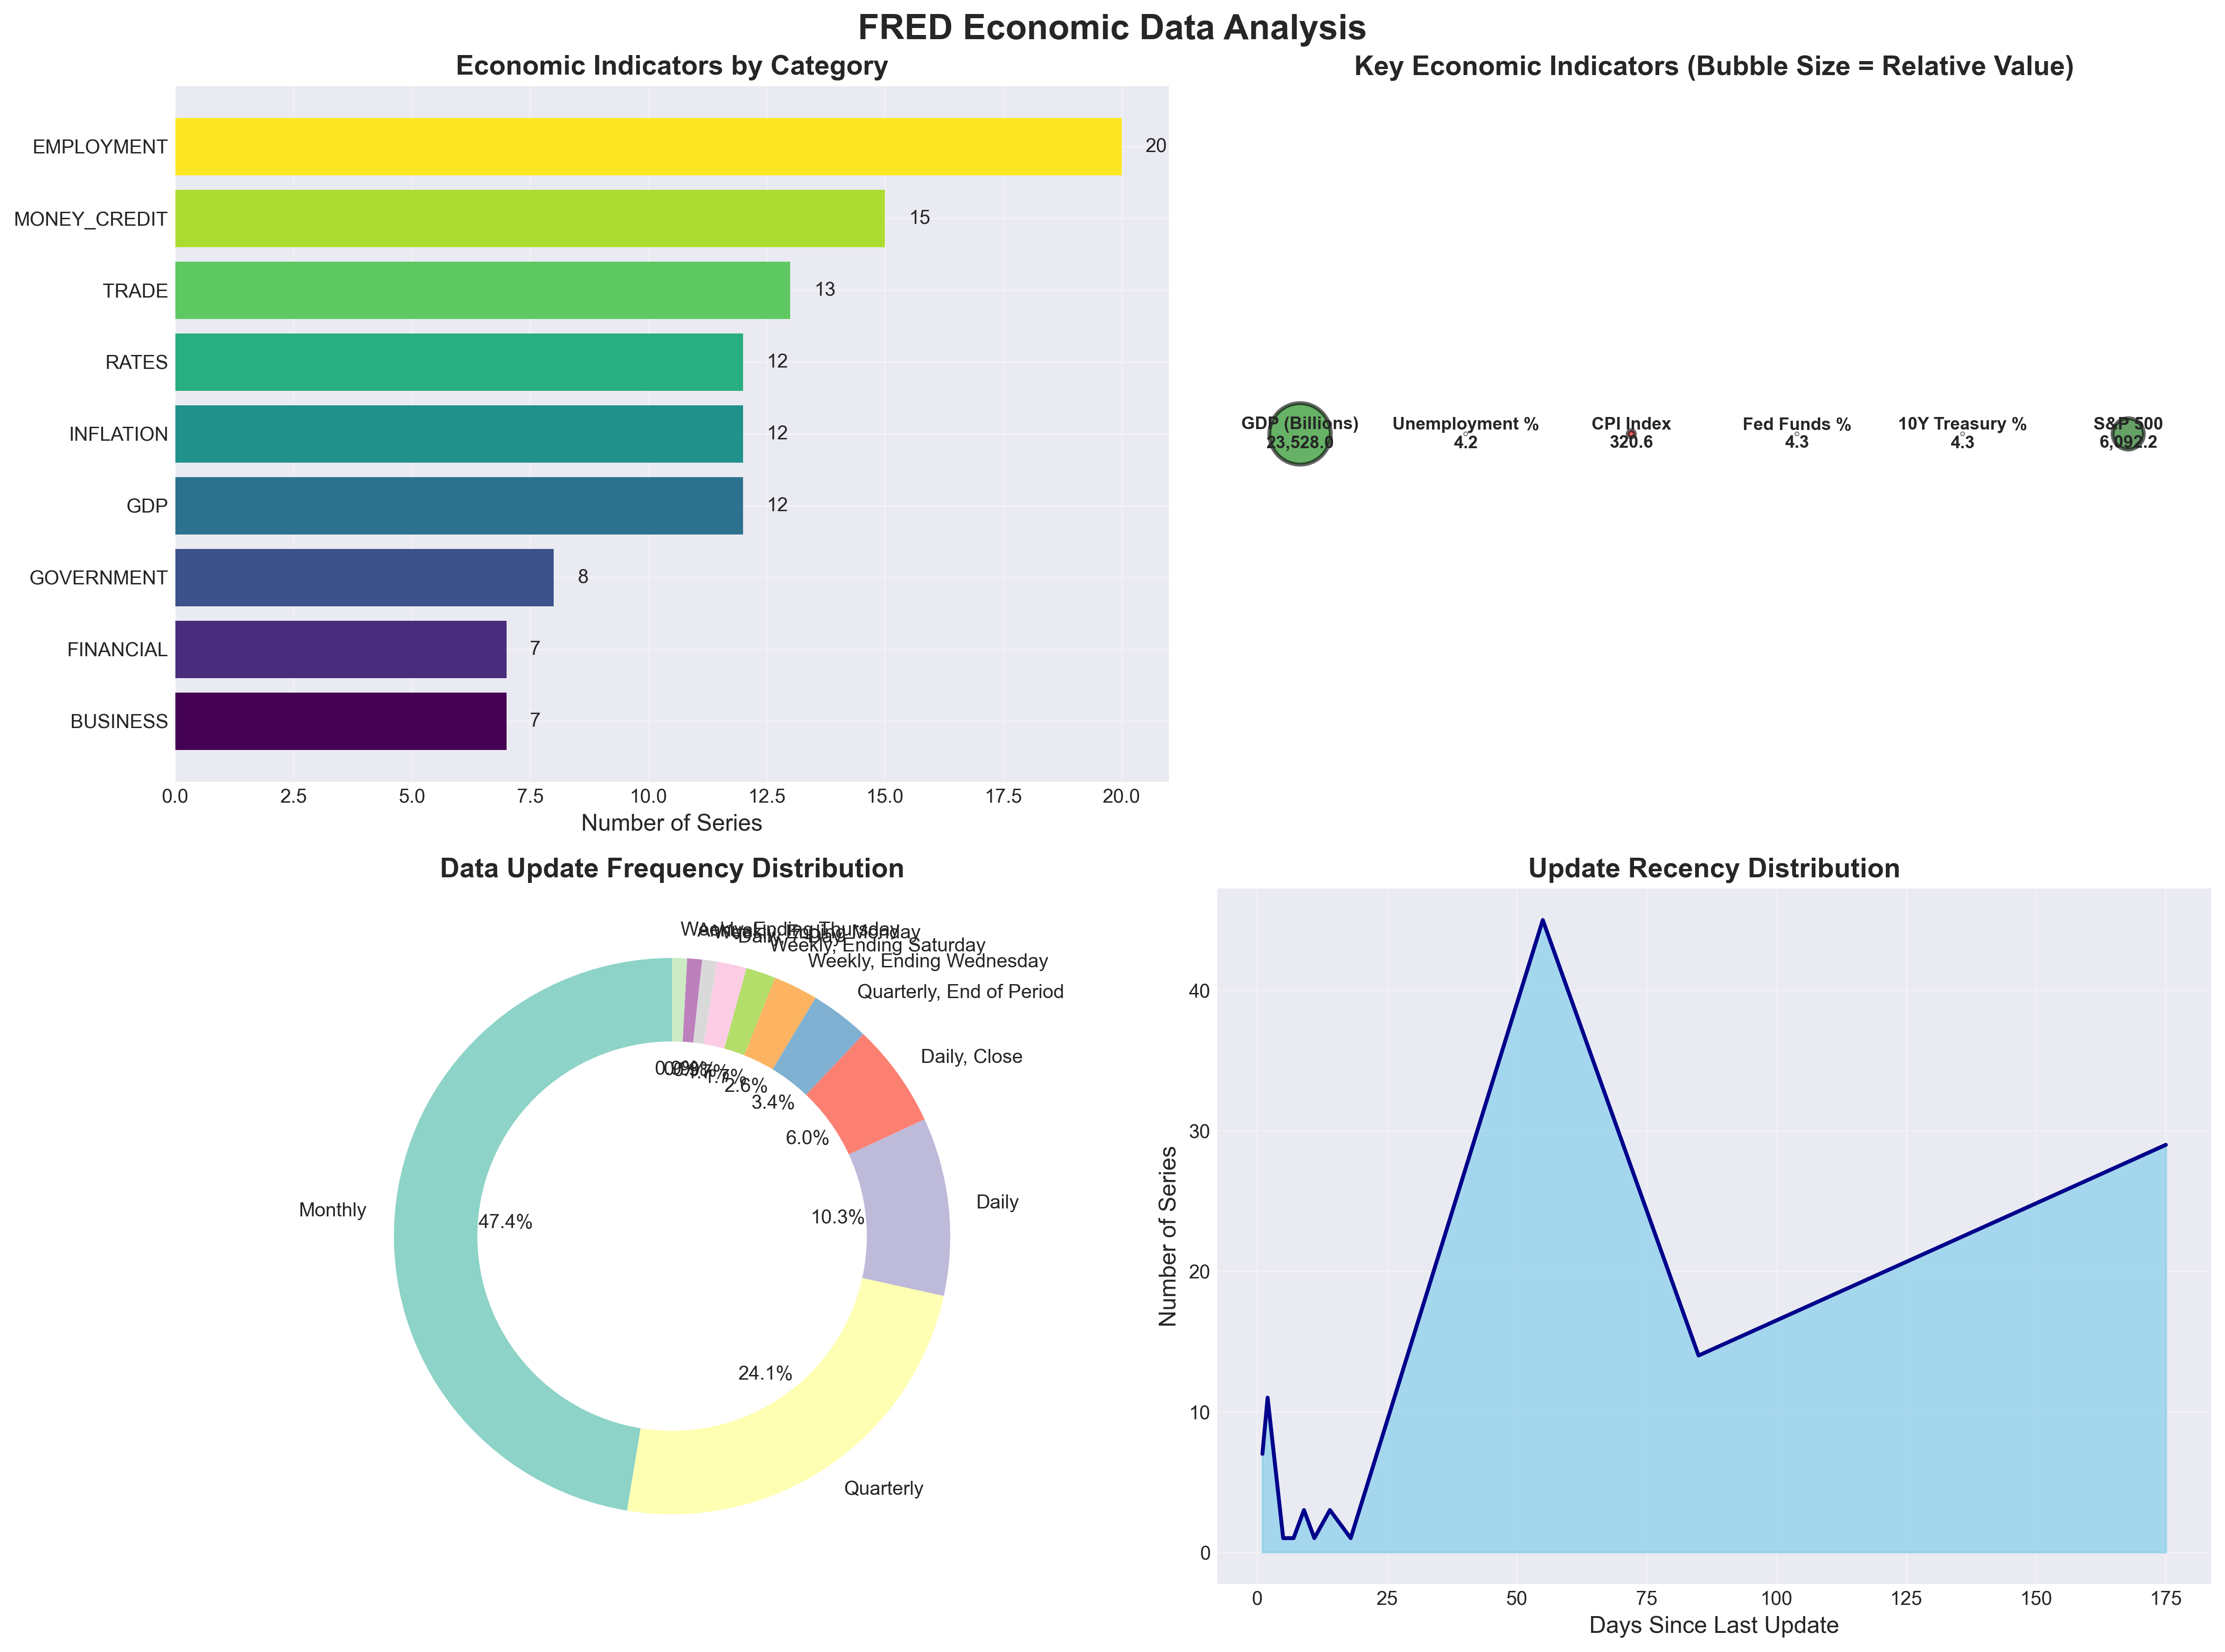 FRED Economic Data Analysis
Economic Indicators by Category
EMPLOYMENT
20
MONEY_CREDIT
15
TRADE
13
RATES
12
INFLATION
12
GDP
12
GOVERNMENT
8
FINANCIAL
7
BUSINESS
7
0.0 2.5 5.0 7.5 10.0 12.5 15.0 17.5 20.0
Number of Series
Key Economic Indicators (Bubble Size = Relative Value)
GDP (Billions)
23,528.0
Unemployment %
4.2
CPI Index
320.6
Fed Funds %
4.3
10Y Treasury %
4.3
S&P 500
6,092.2
Data Update Frequency Distribution
Weekly, Ending Thursday
Weekly, Ending Monday
Weekly, Ending Saturday
Weekly, Ending Wednesday
Quarterly, End of Period
Daily, Close
Daily
Quarterly
Monthly
2.6%
3.4%
6.0%
10.3%
24.1%
47.4%
Update Recency Distribution
Number of Series
40
30
20
10
0
0 25 50 75 100 125 150 175
Days Since Last Update